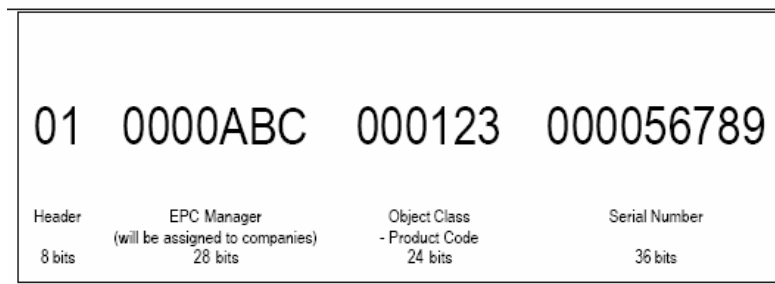 01 0000ABC 000123 000056789
Header EPC Manager Object Class Serial Number
(will be assigned to companies) - Product Code
8 bits 28 bits 24 bits 36 bits